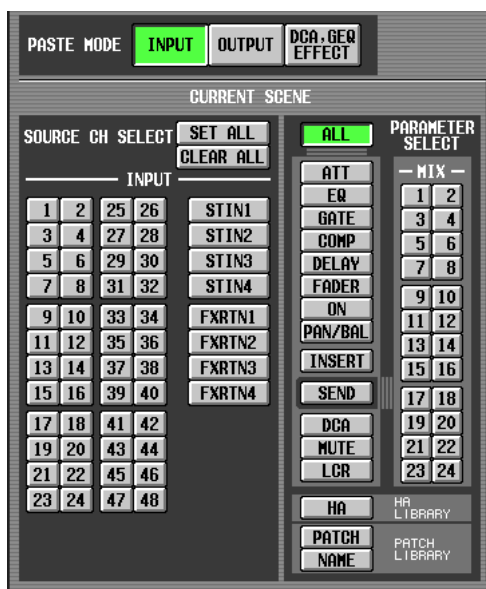 PASTE MODE INPUT OUTPUT DCA,GEQ EFFECT
CURRENT SCENE
SOURCE CH SELECT SET ALL
CLEAR ALL
INPUT
1 2 25 26 STIN1
3 4 27 28 STIN2
5 6 29 30 STIN3
7 8 31 32 STIN4
9 10 33 34 FXRTN1
11 12 35 36 FXRTN2
13 14 37 38 FXRTN3
15 16 39 40 FXRTN4
17 18 41 42
19 20 43 44
21 22 45 46
23 24 47 48
ALL
ATT
EQ
GATE
COMP
DELAY
FADER
ON
PAN/BAL
INSERT
SEND
DCA
MUTE
LCR
PARAMETER
SELECT
MIX
1 2
3 4
5 6
7 8
9 10
11 12
13 14
15 16
17 18
19 20
21 22
23 24
HA HA LIBRARY
PATCH
NAME
PATCH
LIBRARY